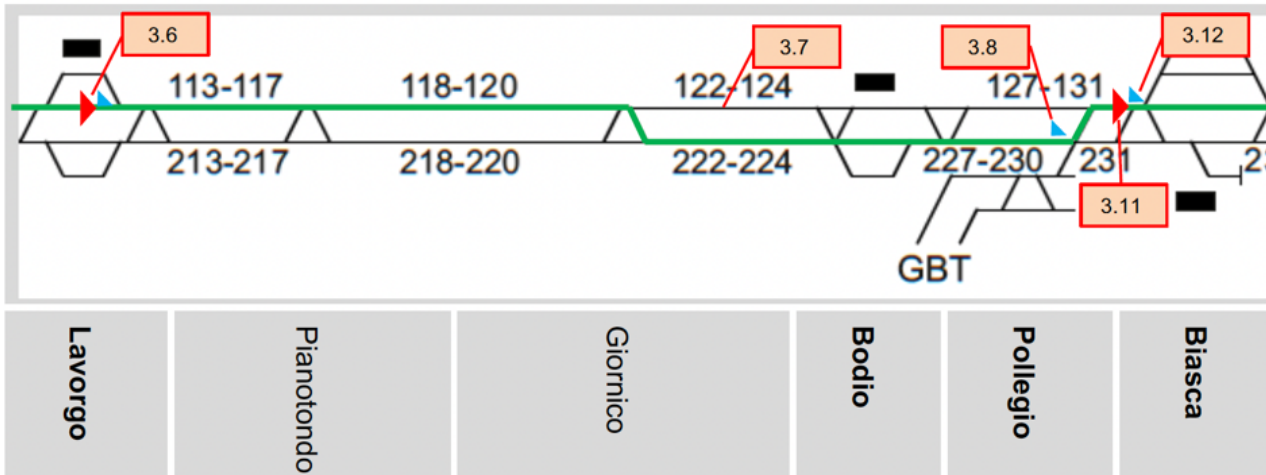 3.6
3.7
3.8
3.12
113-117
118-120
122-124
127-131
213-217
218-220
222-224
227-230
231
3.11
GBT
Lavorgo
Pianotondo
Giornico
Bodio
Pollegio
Biasca